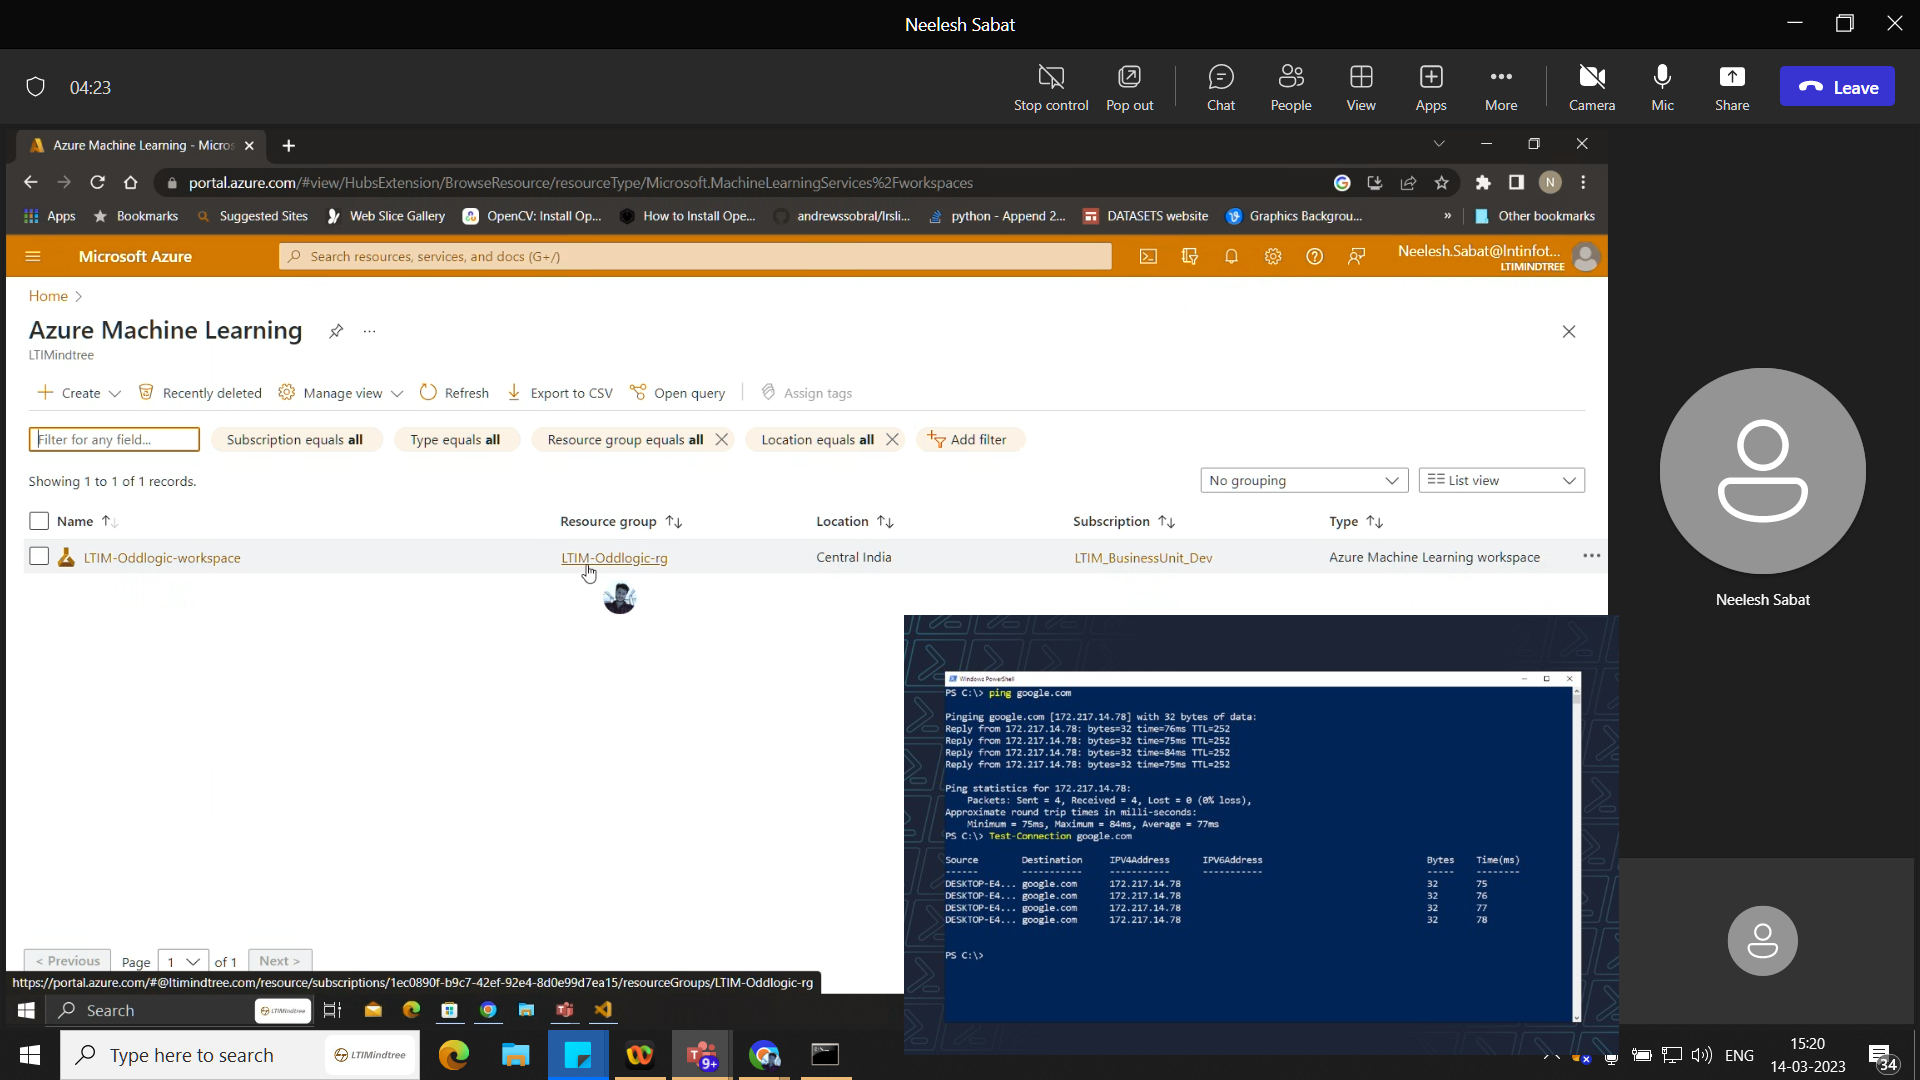 Neelesh Sabat
04:23
Stop control
Pop out
Chat
People
View
Apps
More
Camera
Mic
Share
Leave
Azure Machine Learning - Micros
portal.azure.com/#view/HubsExtension/BrowseResource/resourceType/Microsoft.MachineLearningServices%2Fworkspaces
N
Apps
Bookmarks
Suggested Sites
Web Slice Gallery
OpenCV: Install Op...
How to Install Ope...
andrewssobral/lrsli...
python - Append 2...
DATASETS website
Graphics Backgrou...
»
Other bookmarks
Microsoft Azure
Search resources, services, and docs (G+/)
Neelesh.Sabat@lntinfot...
LTIMINDTREE
Home >
Azure Machine Learning
...
LTIMindtree
Create
Recently deleted
Manage view
Refresh
Export to CSV
Open query
Assign tags
Filter for any field...
Subscription equals all
Type equals all
Resource group equals all
Location equals all
Add filter
Showing 1 to 1 of 1 records.
No grouping
List view
Name
Resource group
Location
Subscription
Type
LTIM-Oddlogic-workspace
LTIM-Oddlogic-rg
Central India
LTIM_BusinessUnit_Dev
Azure Machine Learning workspace
...
Neelesh Sabat
Windows PowerShell
PS C:\> ping google.com
Pinging google.com [172.217.14.78] with 32 bytes of data:
Reply from 172.217.14.78: bytes=32 time=76ms TTL=252
Reply from 172.217.14.78: bytes=32 time=75ms TTL=252
Reply from 172.217.14.78: bytes=32 time=84ms TTL=252
Reply from 172.217.14.78: bytes=32 time=75ms TTL=252
Ping statistics for 172.217.14.78:
Packets: Sent = 4, Received = 4, Lost = 0 (0% loss),
Approximate round trip times in milli-seconds:
Minimum = 75ms, Maximum = 84ms, Average = 77ms
PS C:\> Test-Connection google.com
Source Destination IPV4Address IPV6Address Bytes Time(ms)
------ ----------- ----------- ----------- ----- --------
DESKTOP-E4... google.com 172.217.14.78 32 75
DESKTOP-E4... google.com 172.217.14.78 32 76
DESKTOP-E4... google.com 172.217.14.78 32 77
DESKTOP-E4... google.com 172.217.14.78 32 78
PS C:\>
< Previous
Page
1
of 1
Next >
https://portal.azure.com/#@ltimindtree.com/resource/subscriptions/1ec0890f-b9c7-42ef-92e4-8d0e99d7ea15/resourceGroups/LTIM-Oddlogic-rg
Search
LTIMindtree
Type here to search
LTIMindtree
9+
ENG
15:20
14-03-2023
34